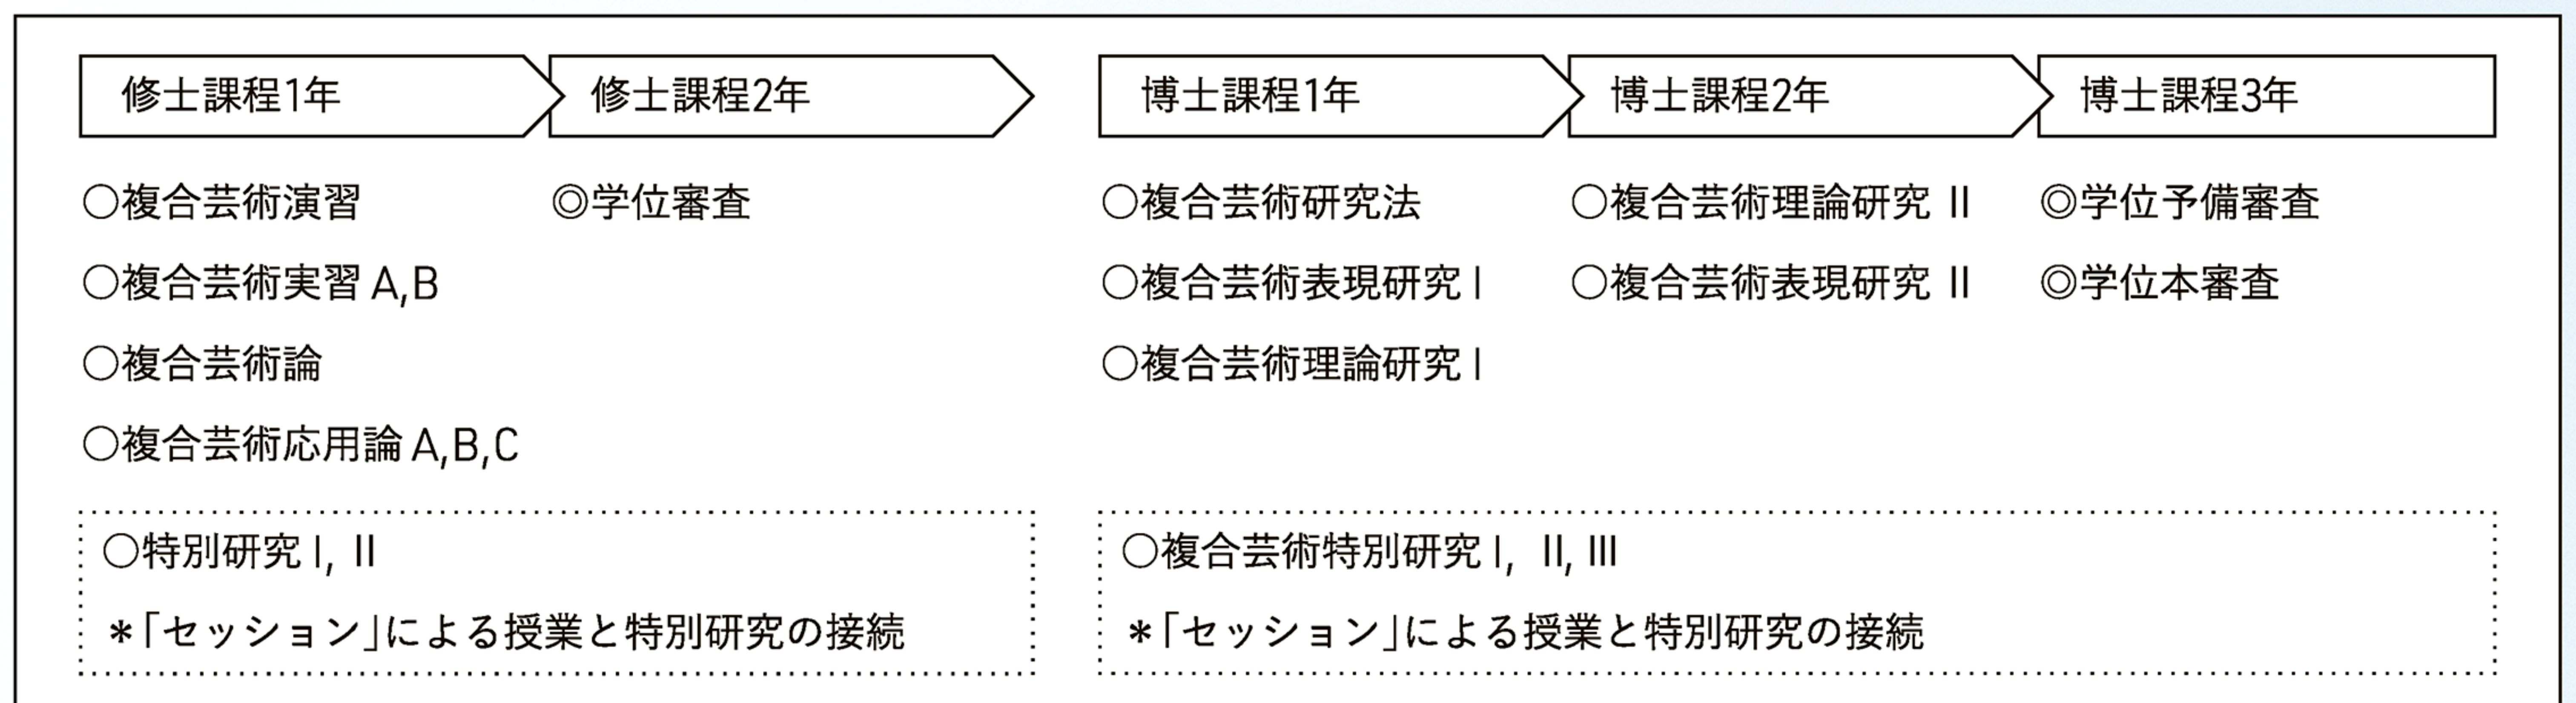 修士課程1年
修士課程2年
○複合芸術演習
◎学位審査
○複合芸術実習 A,B
○複合芸術論
○複合芸術応用論 A,B,C
○特別研究 I, II
*「セッション」による授業と特別研究の接続
博士課程1年
博士課程2年
博士課程3年
○複合芸術研究法
○複合芸術理論研究 II
◎学位予備審査
○複合芸術表現研究 I
○複合芸術表現研究 II
◎学位本審査
○複合芸術理論研究 I
○複合芸術特別研究 I, II, III
*「セッション」による授業と特別研究の接続